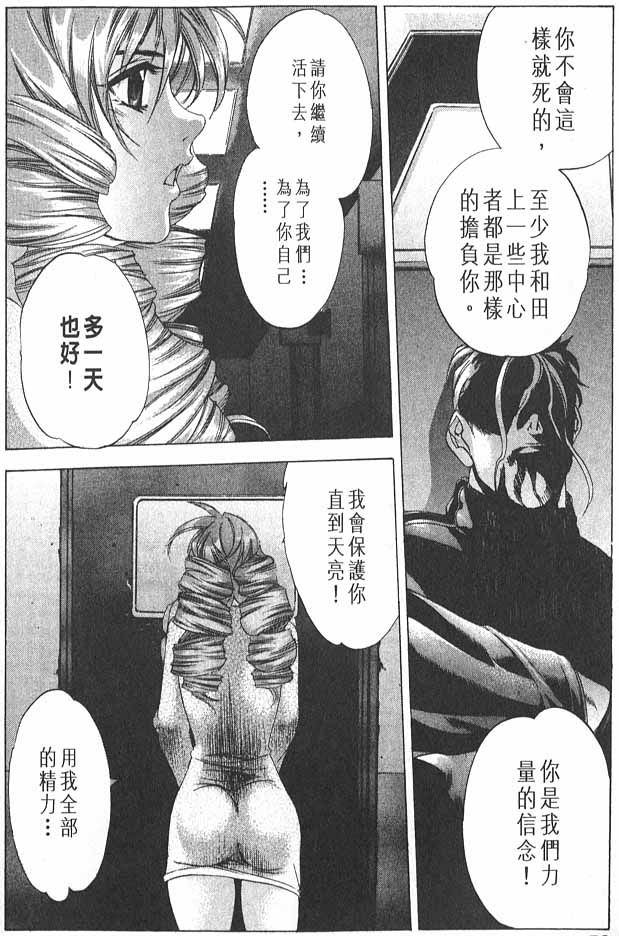 你不會這
樣就死的，
至少我和田
上一些中心
者都是那樣
的擔負你。
你是我們力
量的信念！
請你繼續
活下去，
為了我們…
為了你自己
……
多一天
也好！
我會保護你
直到天亮！
用我全部
的精力…